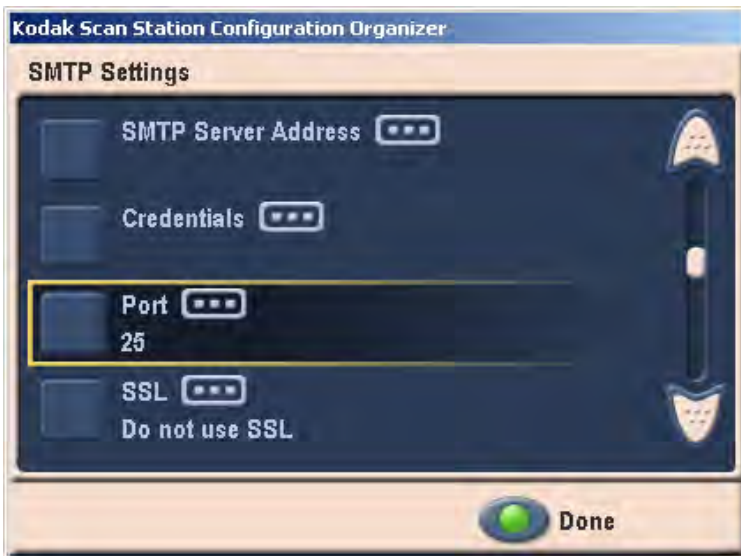 Kodak Scan Station Configuration Organizer
SMTP Settings
SMTP Server Address
Credentials
Port
25
SSL
Do not use SSL
Done